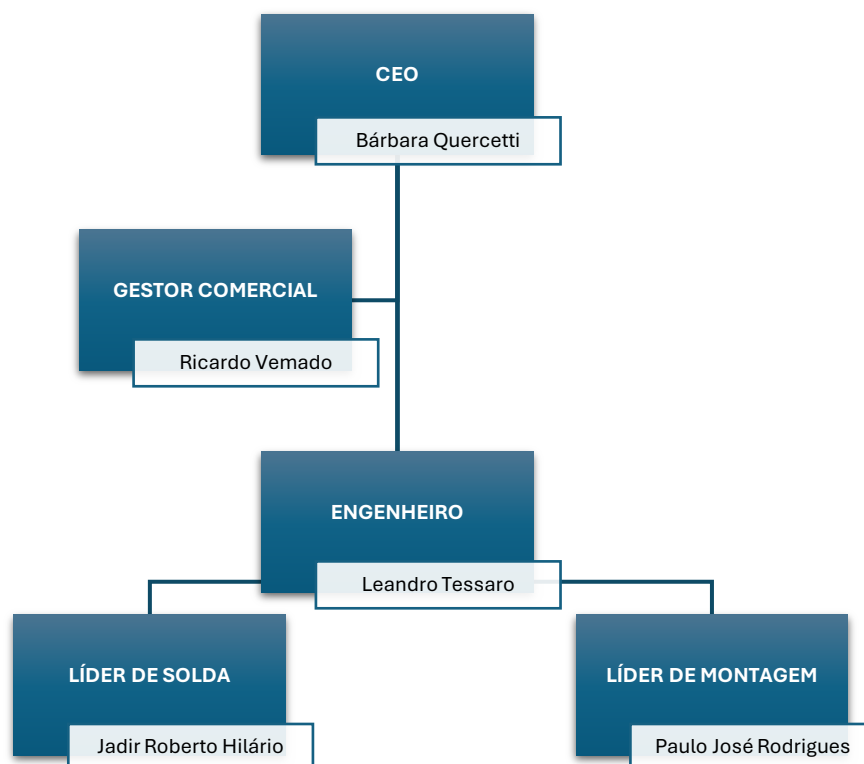 CEO
Bárbara Quercetti
GESTOR COMERCIAL
Ricardo Vemado
ENGENHEIRO
Leandro Tessaro
LÍDER DE SOLDA
Jadir Roberto Hilário
LÍDER DE MONTAGEM
Paulo José Rodrigues